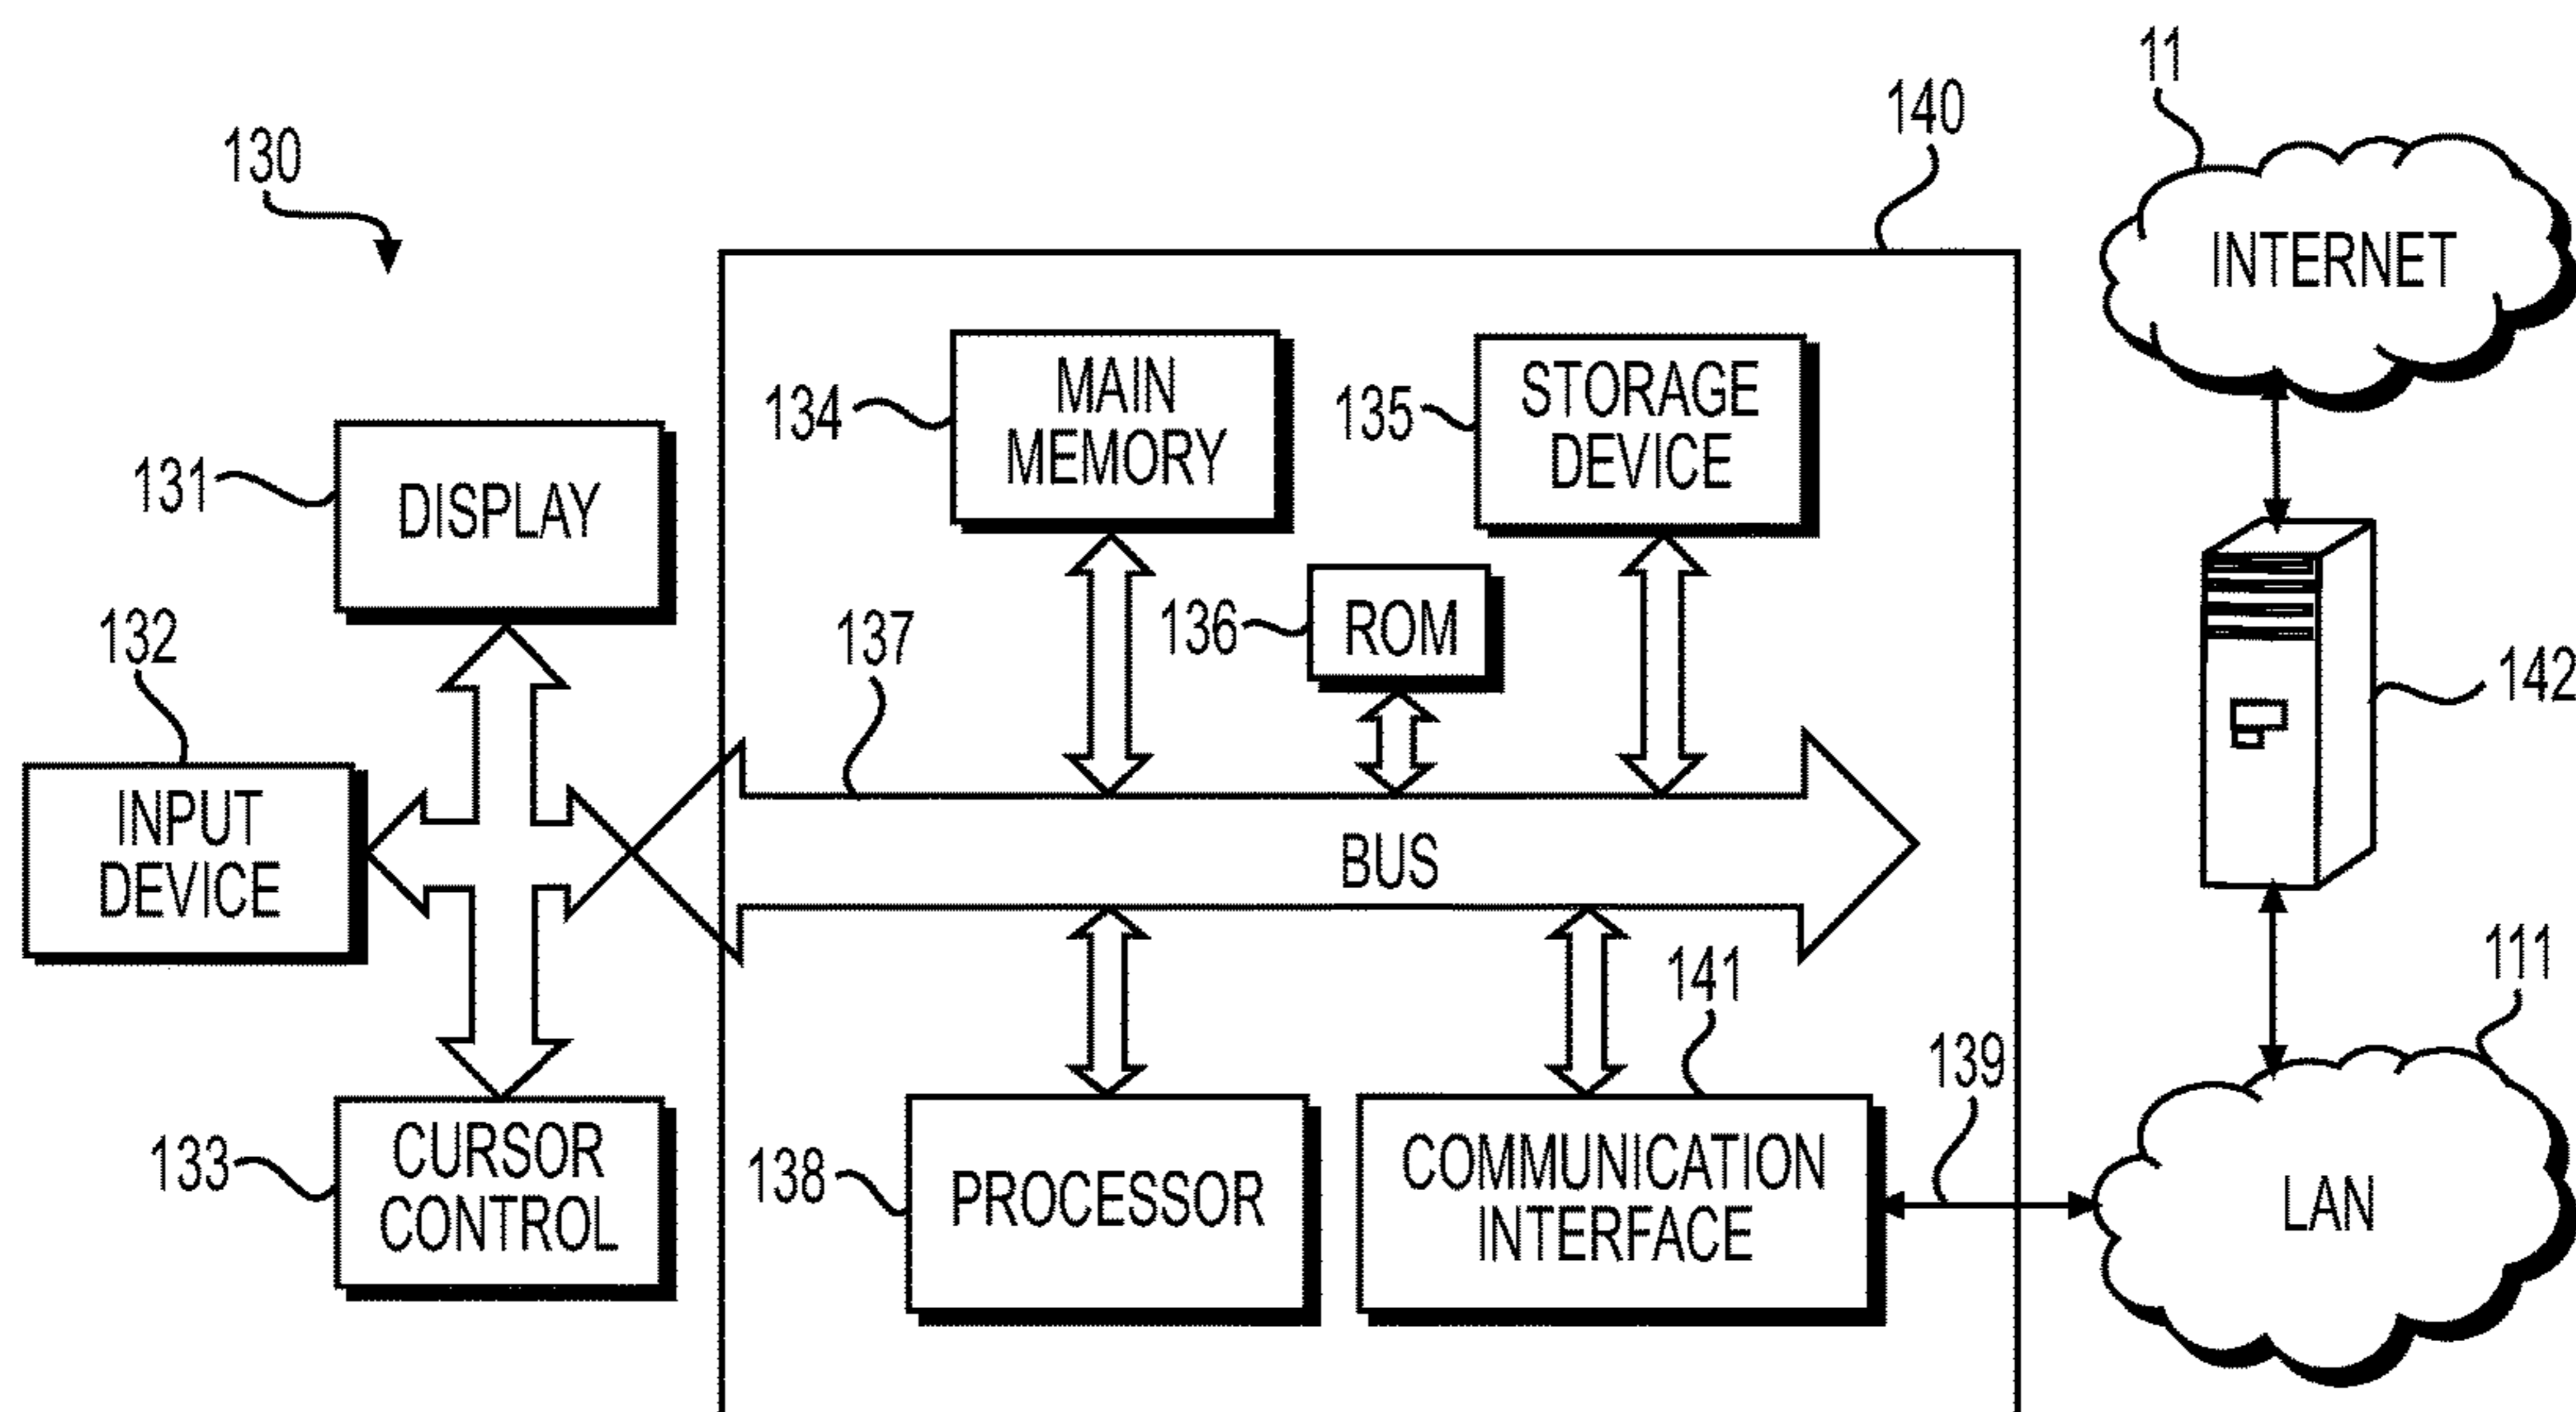 11
140
130
INTERNET
134
MAIN
MEMORY
135
STORAGE
DEVICE
131
DISPLAY
132
137
136
ROM
142
INPUT
DEVICE
BUS
141
111
139
133
CURSOR
CONTROL
138
PROCESSOR
COMMUNICATION
INTERFACE
LAN